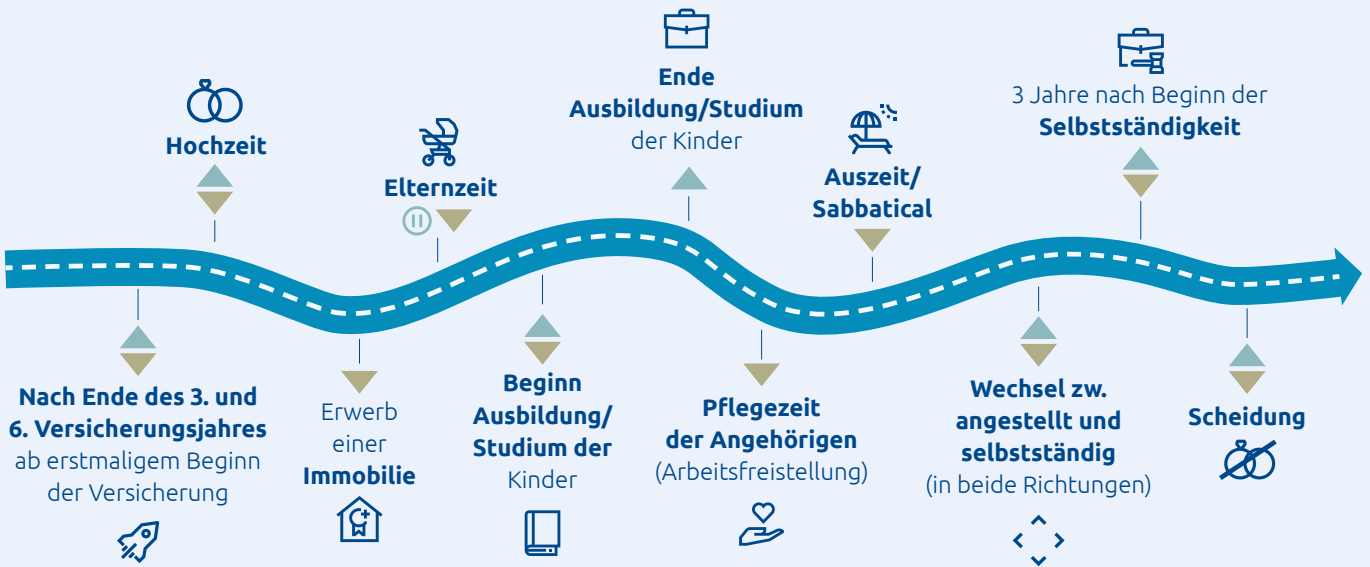 Hochzeit
Elternzeit
Ende
Ausbildung/Studium
der Kinder
Auszeit/
Sabbatical
3 Jahre nach Beginn der
Selbstständigkeit
Nach Ende des 3. und
6. Versicherungsjahres
ab erstmaligem Beginn
der Versicherung
Erwerb
einer
Immobilie
Beginn
Ausbildung/
Studium der
Kinder
Pflegezeit
der Angehörigen
(Arbeitsfreistellung)
Wechsel zw.
angestellt und
selbstständig
(in beide Richtungen)
Scheidung